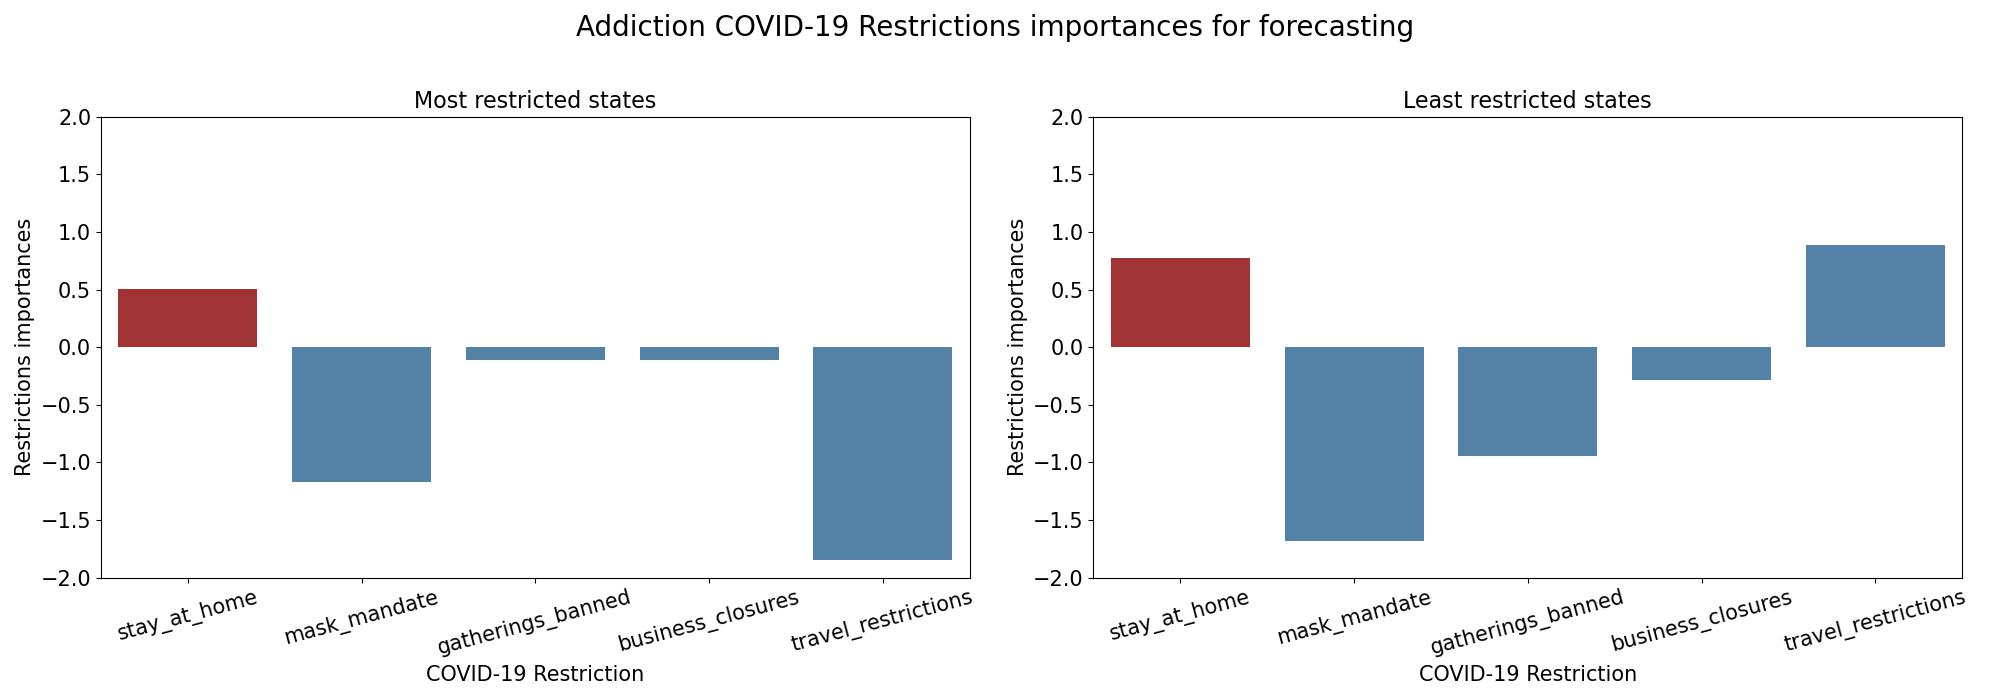 Addiction COVID-19 Restrictions importances for forecasting
Most restricted states
Restrictions importances
2.0
1.5
1.0
0.5
0.0
−0.5
−1.0
−1.5
−2.0
stay_at_home
mask_mandate
gatherings_banned
business_closures
travel_restrictions
COVID-19 Restriction
Least restricted states
Restrictions importances
2.0
1.5
1.0
0.5
0.0
−0.5
−1.0
−1.5
−2.0
stay_at_home
mask_mandate
gatherings_banned
business_closures
travel_restrictions
COVID-19 Restriction